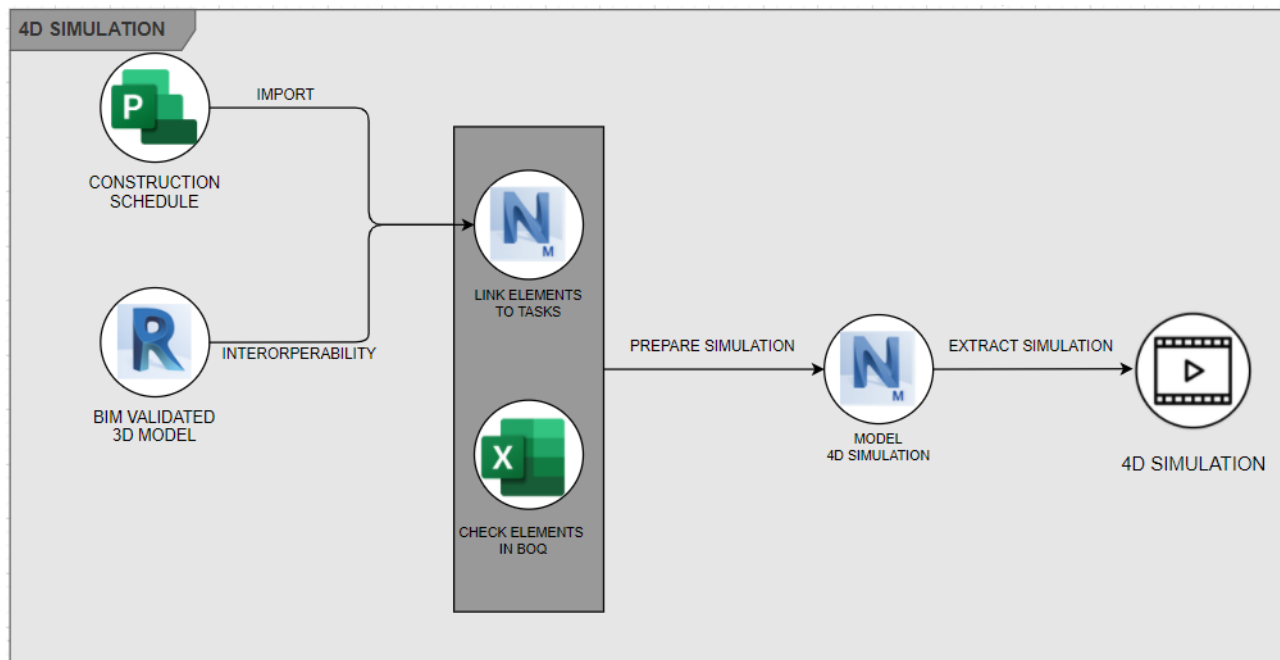 4D SIMULATION
P
IMPORT
CONSTRUCTION
SCHEDULE
N
M
LINK ELEMENTS
TO TASKS
R
INTERORPERABILITY
BIM VALIDATED
3D MODEL
X
CHECK ELEMENTS
IN BOQ
PREPARE SIMULATION
N
M
MODEL
4D SIMULATION
EXTRACT SIMULATION
4D SIMULATION